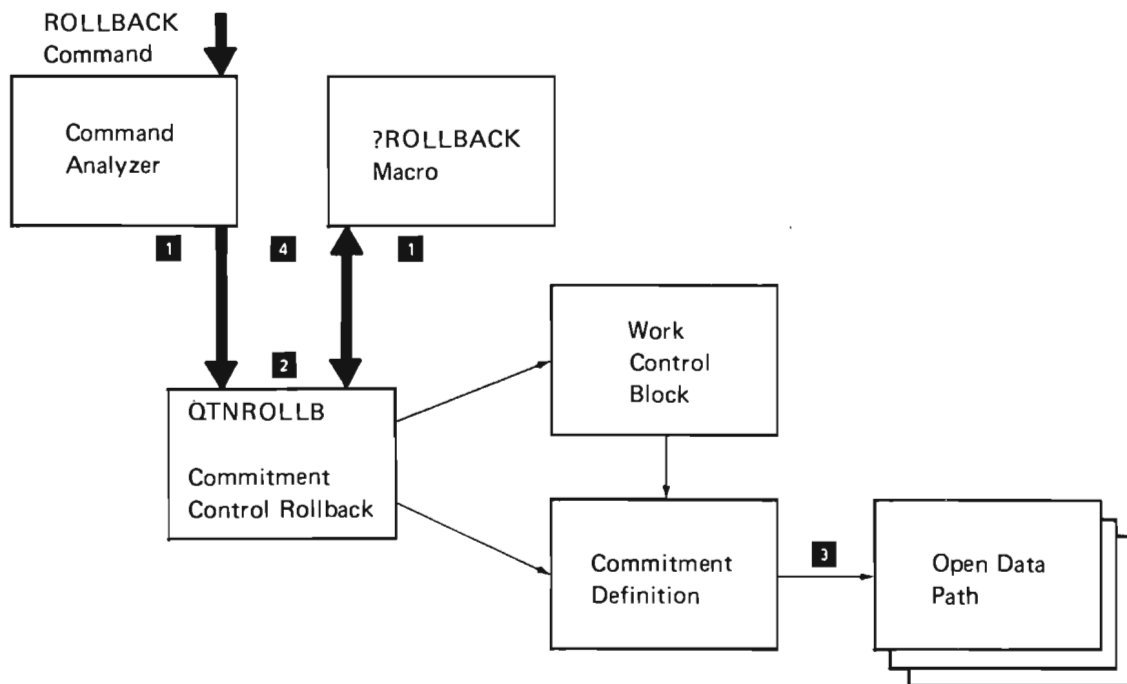 ROLLBACK
Command
Command
Analyzer
?ROLLBACK
Macro
1
4
1
2
QTNROLLB
Commitment
Control Rollback
Work
Control
Block
Commitment
Definition
3
Open Data
Path